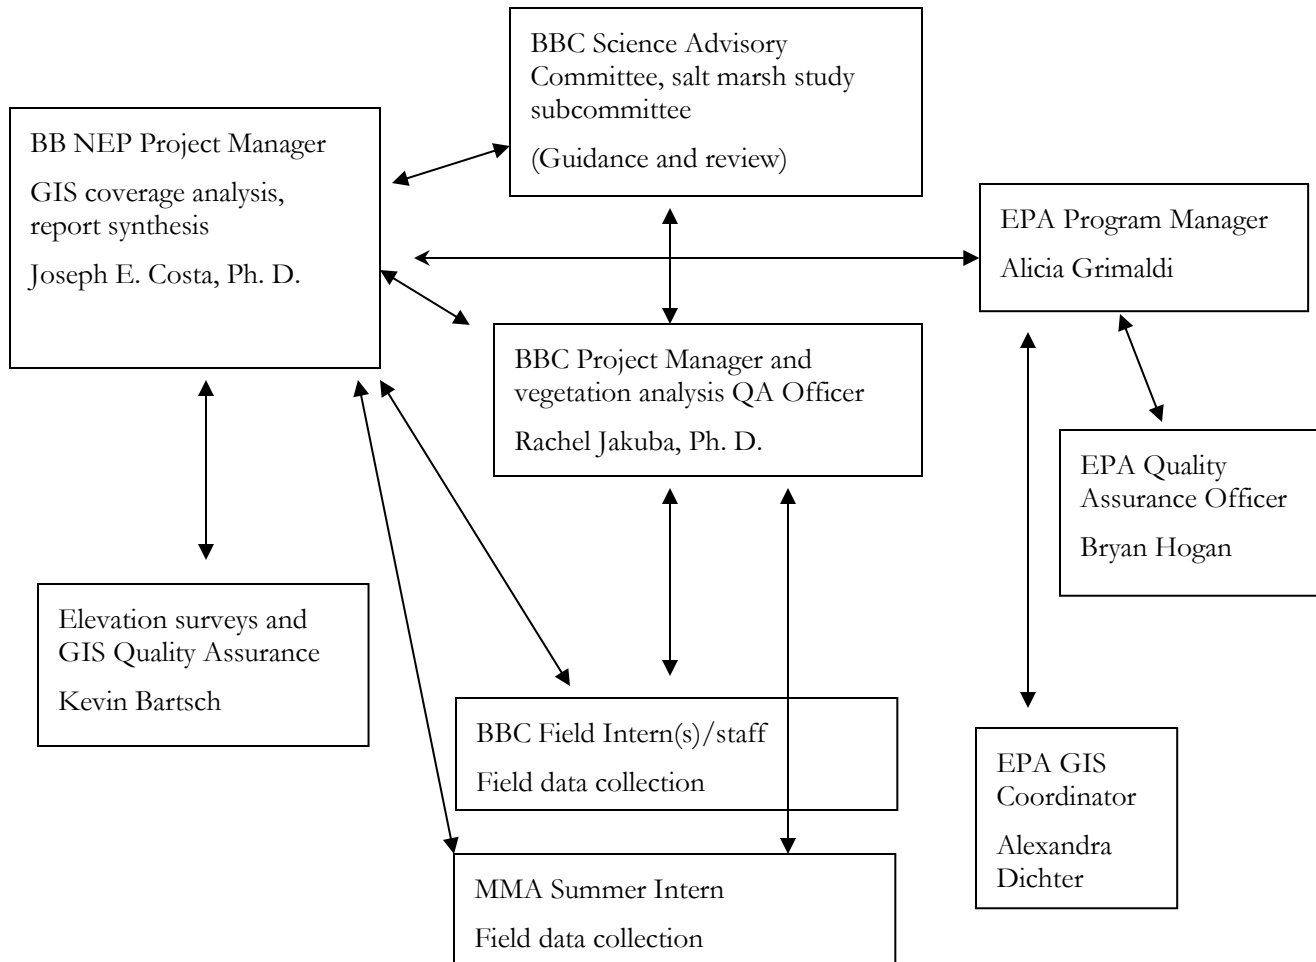 BBC Science Advisory
Committee, salt marsh study
subcommittee
(Guidance and review)
BB NEP Project Manager
GIS coverage analysis,
report synthesis
Joseph E. Costa, Ph. D.
EPA Program Manager
Alicia Grimaldi
BBC Project Manager and
vegetation analysis QA Officer
Rachel Jakuba, Ph. D.
EPA Quality
Assurance Officer
Bryan Hogan
Elevation surveys and
GIS Quality Assurance
Kevin Bartsch
BBC Field Intern(s)/staff
Field data collection
EPA GIS
Coordinator
Alexandra
Dichter
MMA Summer Intern
Field data collection